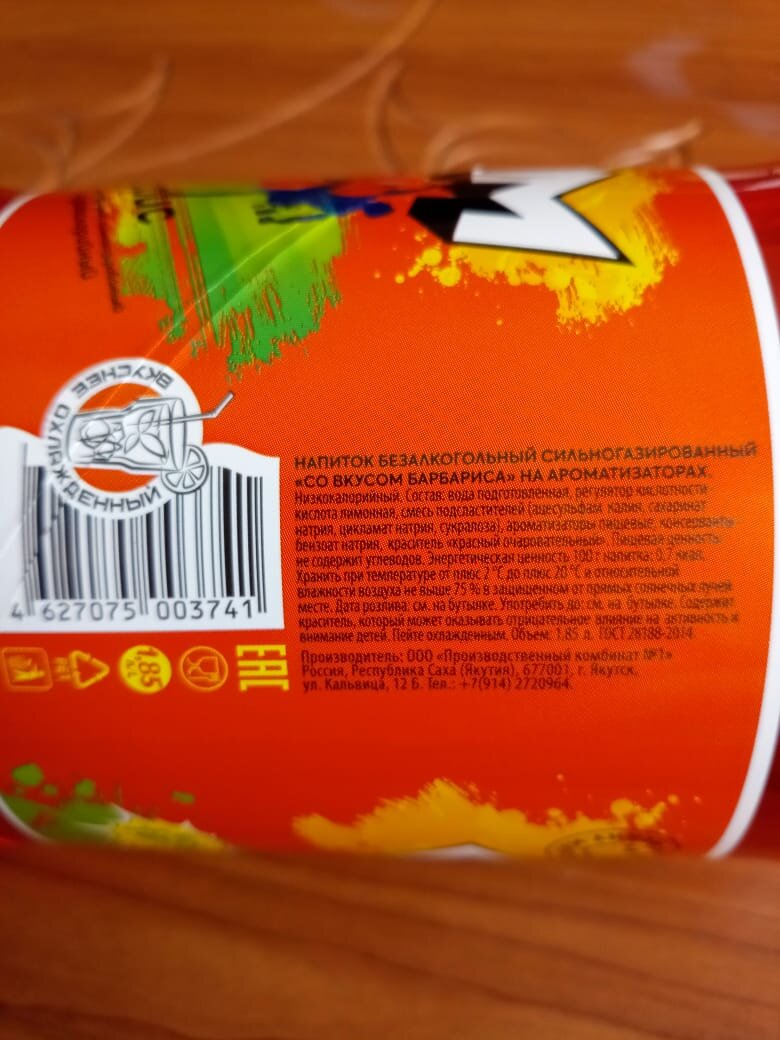 ВКУСНЕЕ ОХЛАЖДЕННЫЙ
НАПИТОК БЕЗАЛКОГОЛЬНЫЙ СИЛЬНОГАЗИРОВАННЫЙ
«СО ВКУСОМ БАРБАРИСА» НА АРОМАТИЗАТОРАХ.
Низкокалорийный. Состав: вода подготовленная, регулятор кислотности
кислота лимонная, смесь подсластителей (ацесульфам калия, сахаринат
натрия, цикламат натрия, сукралоза), ароматизаторы пищевые, консервант
бензоат натрия, краситель «красный очаровательный». Пищевая ценность:
не содержит углеводов. Энергетическая ценность 100 г напитка: 0,7 ккал.
Хранить при температуре от плюс 2 °C до плюс 20 °C и относительной
влажности воздуха не выше 75 % в защищенном от прямых солнечных лучей
месте. Дата розлива: см. на бутылке. Употребить до: см. на бутылке. Содержит
краситель, который может оказывать отрицательное влияние на активность и
внимание детей. Пейте охлажденным. Объем: 1,85 л. ГОСТ 28188-2014.
Производитель: ООО «Производственный комбинат №1»
Россия, Республика Саха (Якутия), 677001, г. Якутск,
ул. Кальвица, 12 Б. Тел.: +7(914) 2720964.
4 627075 003741
PET
1,85
EAC